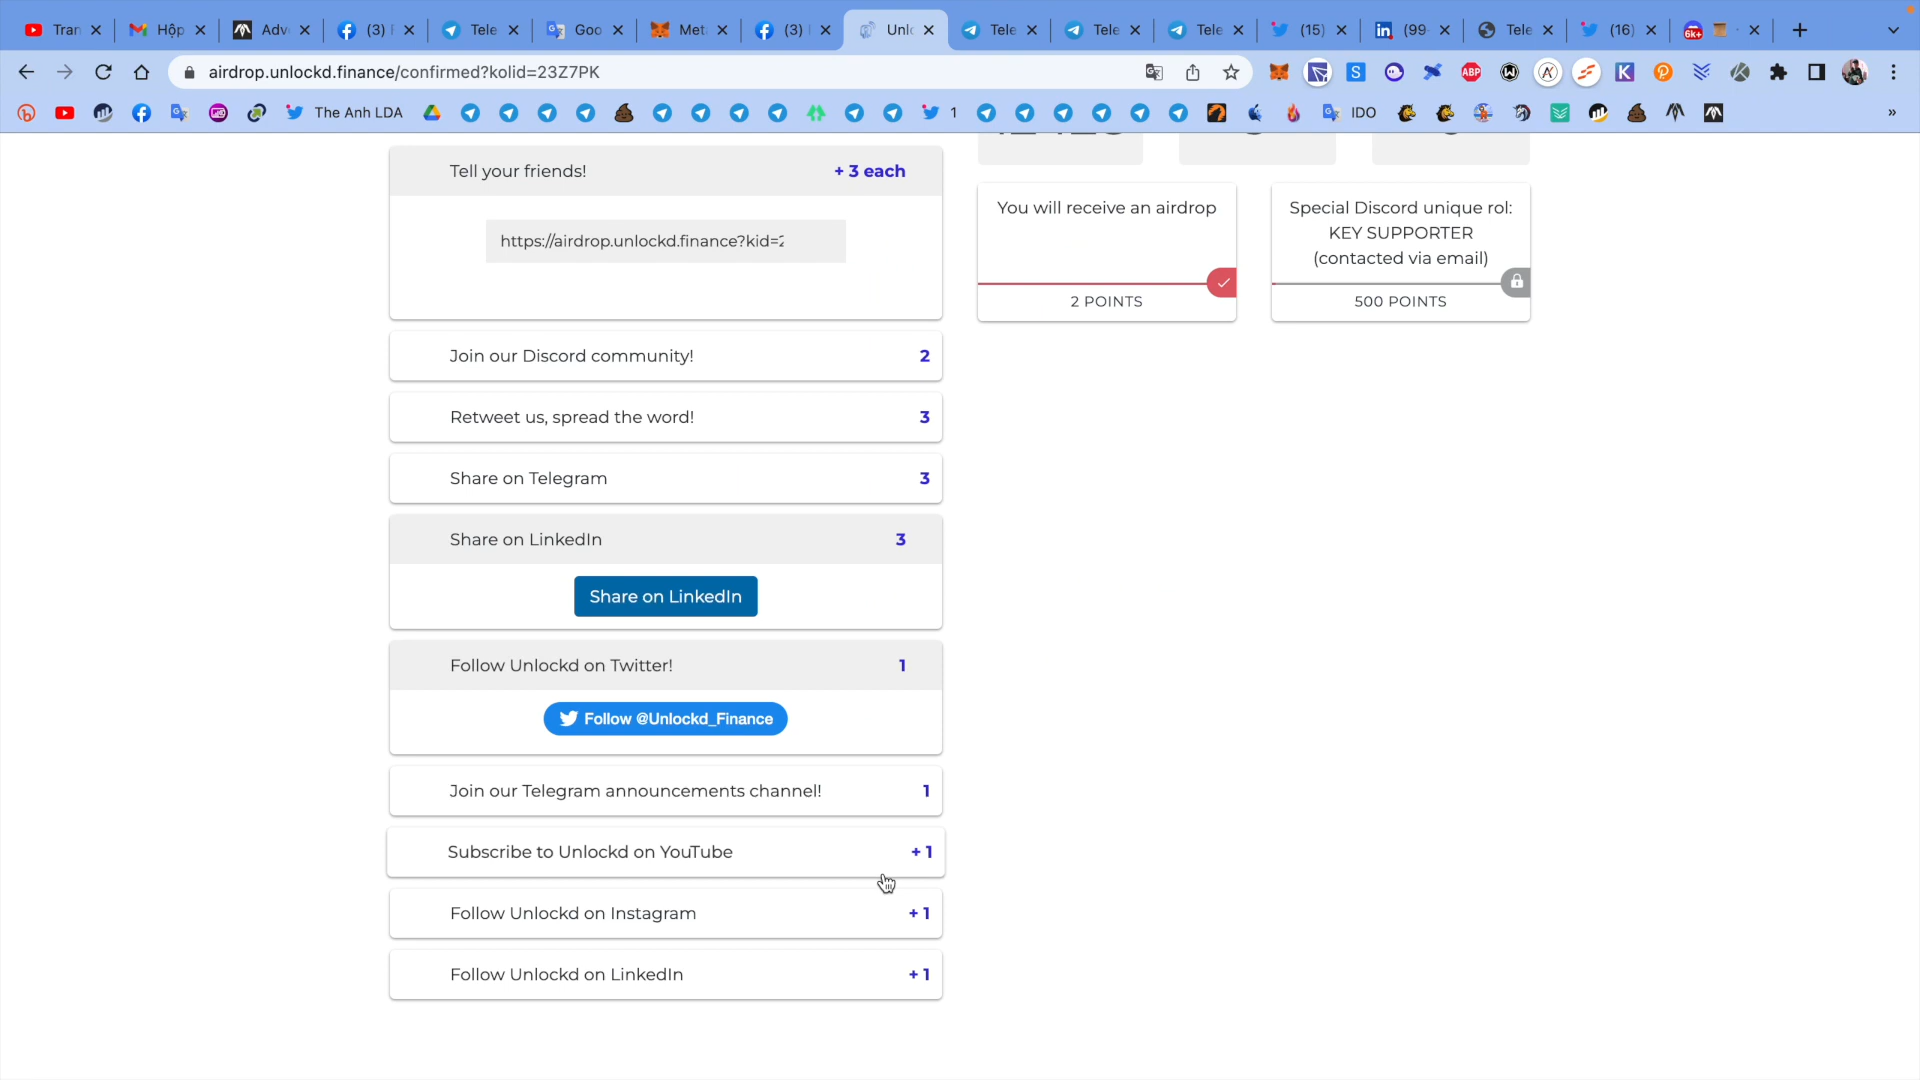 Tran
Hộp
Adv
(3)
Tele
Goo
Met
(3)
Unlo
Tele
Tele
Tele
(15)
(99
Tele
(16)
6k+
airdrop.unlockd.finance/confirmed?kolid=23Z7PK
ABP
The Anh LDA
1
IDO
»
Tell your friends!
+ 3 each
https://airdrop.unlockd.finance?kid=2
Join our Discord community!
2
Retweet us, spread the word!
3
Share on Telegram
3
Share on LinkedIn
3
Share on LinkedIn
Follow Unlockd on Twitter!
1
Follow @Unlockd_Finance
Join our Telegram announcements channel!
1
Subscribe to Unlockd on YouTube
+ 1
Follow Unlockd on Instagram
+ 1
Follow Unlockd on LinkedIn
+ 1
You will receive an airdrop
2 POINTS
Special Discord unique rol:
KEY SUPPORTER
(contacted via email)
500 POINTS